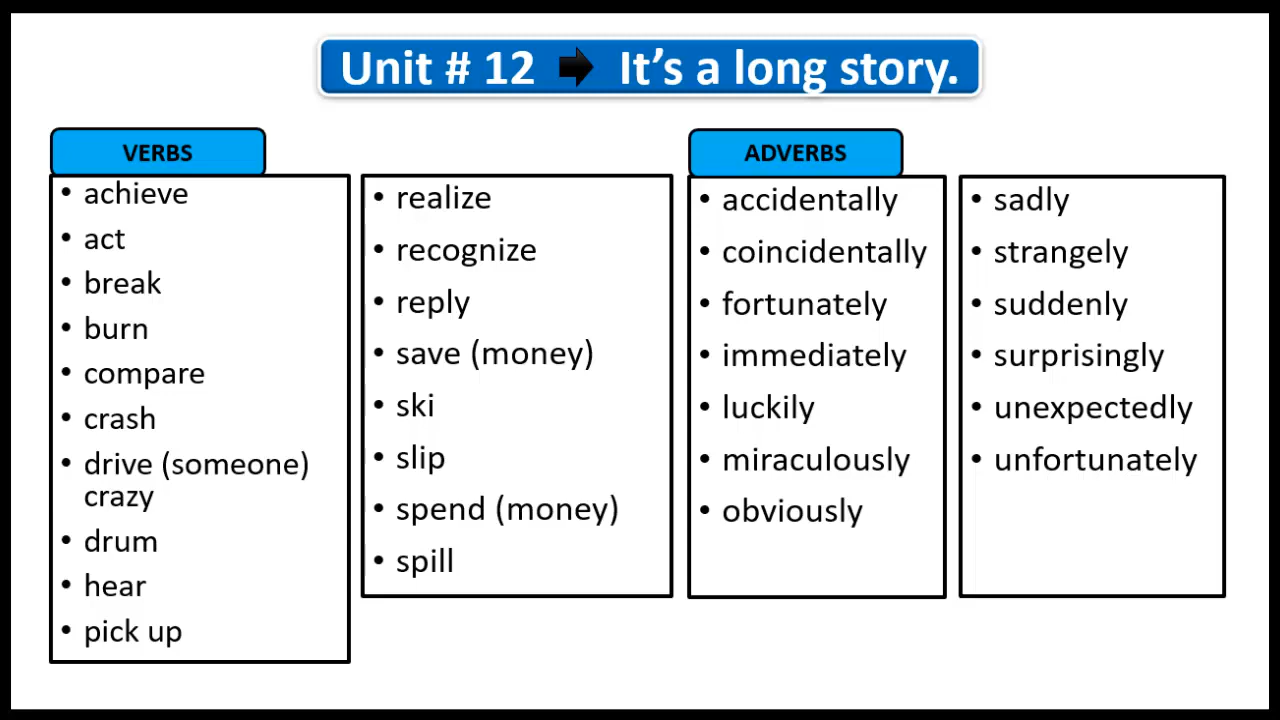 Unit # 12 ➡ It's a long story.
VERBS
• achieve
• act
• break
• burn
• compare
• crash
• drive (someone)
crazy
• drum
• hear
• pick up
• realize
• recognize
• reply
• save (money)
• ski
• slip
• spend (money)
• spill
ADVERBS
• accidentally
• coincidentally
• fortunately
• immediately
• luckily
• miraculously
• obviously
• sadly
• strangely
• suddenly
• surprisingly
• unexpectedly
• unfortunately